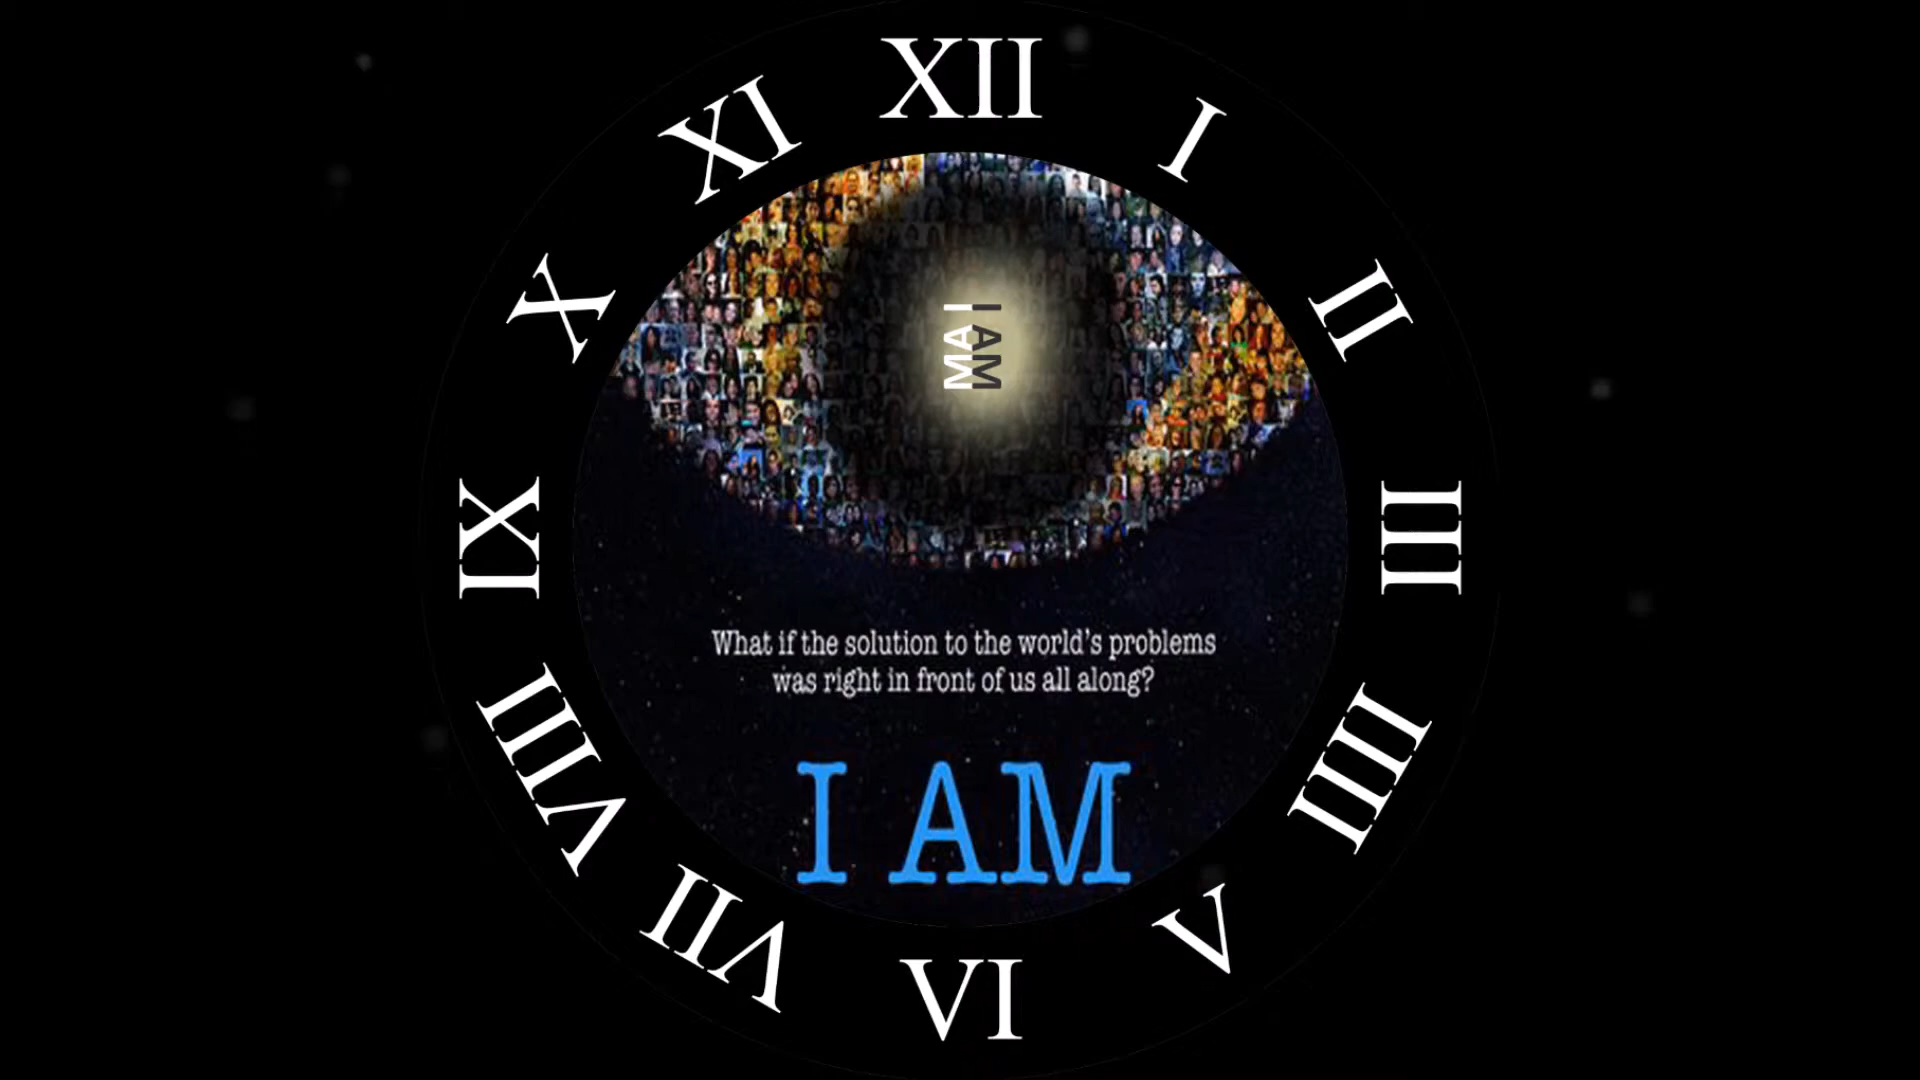 XII
I
II
III
IIII
V
VI
VII
VIII
IX
X
XI
I AM
I AM
What if the solution to the world's problems
was right in front of us all along?
I AM